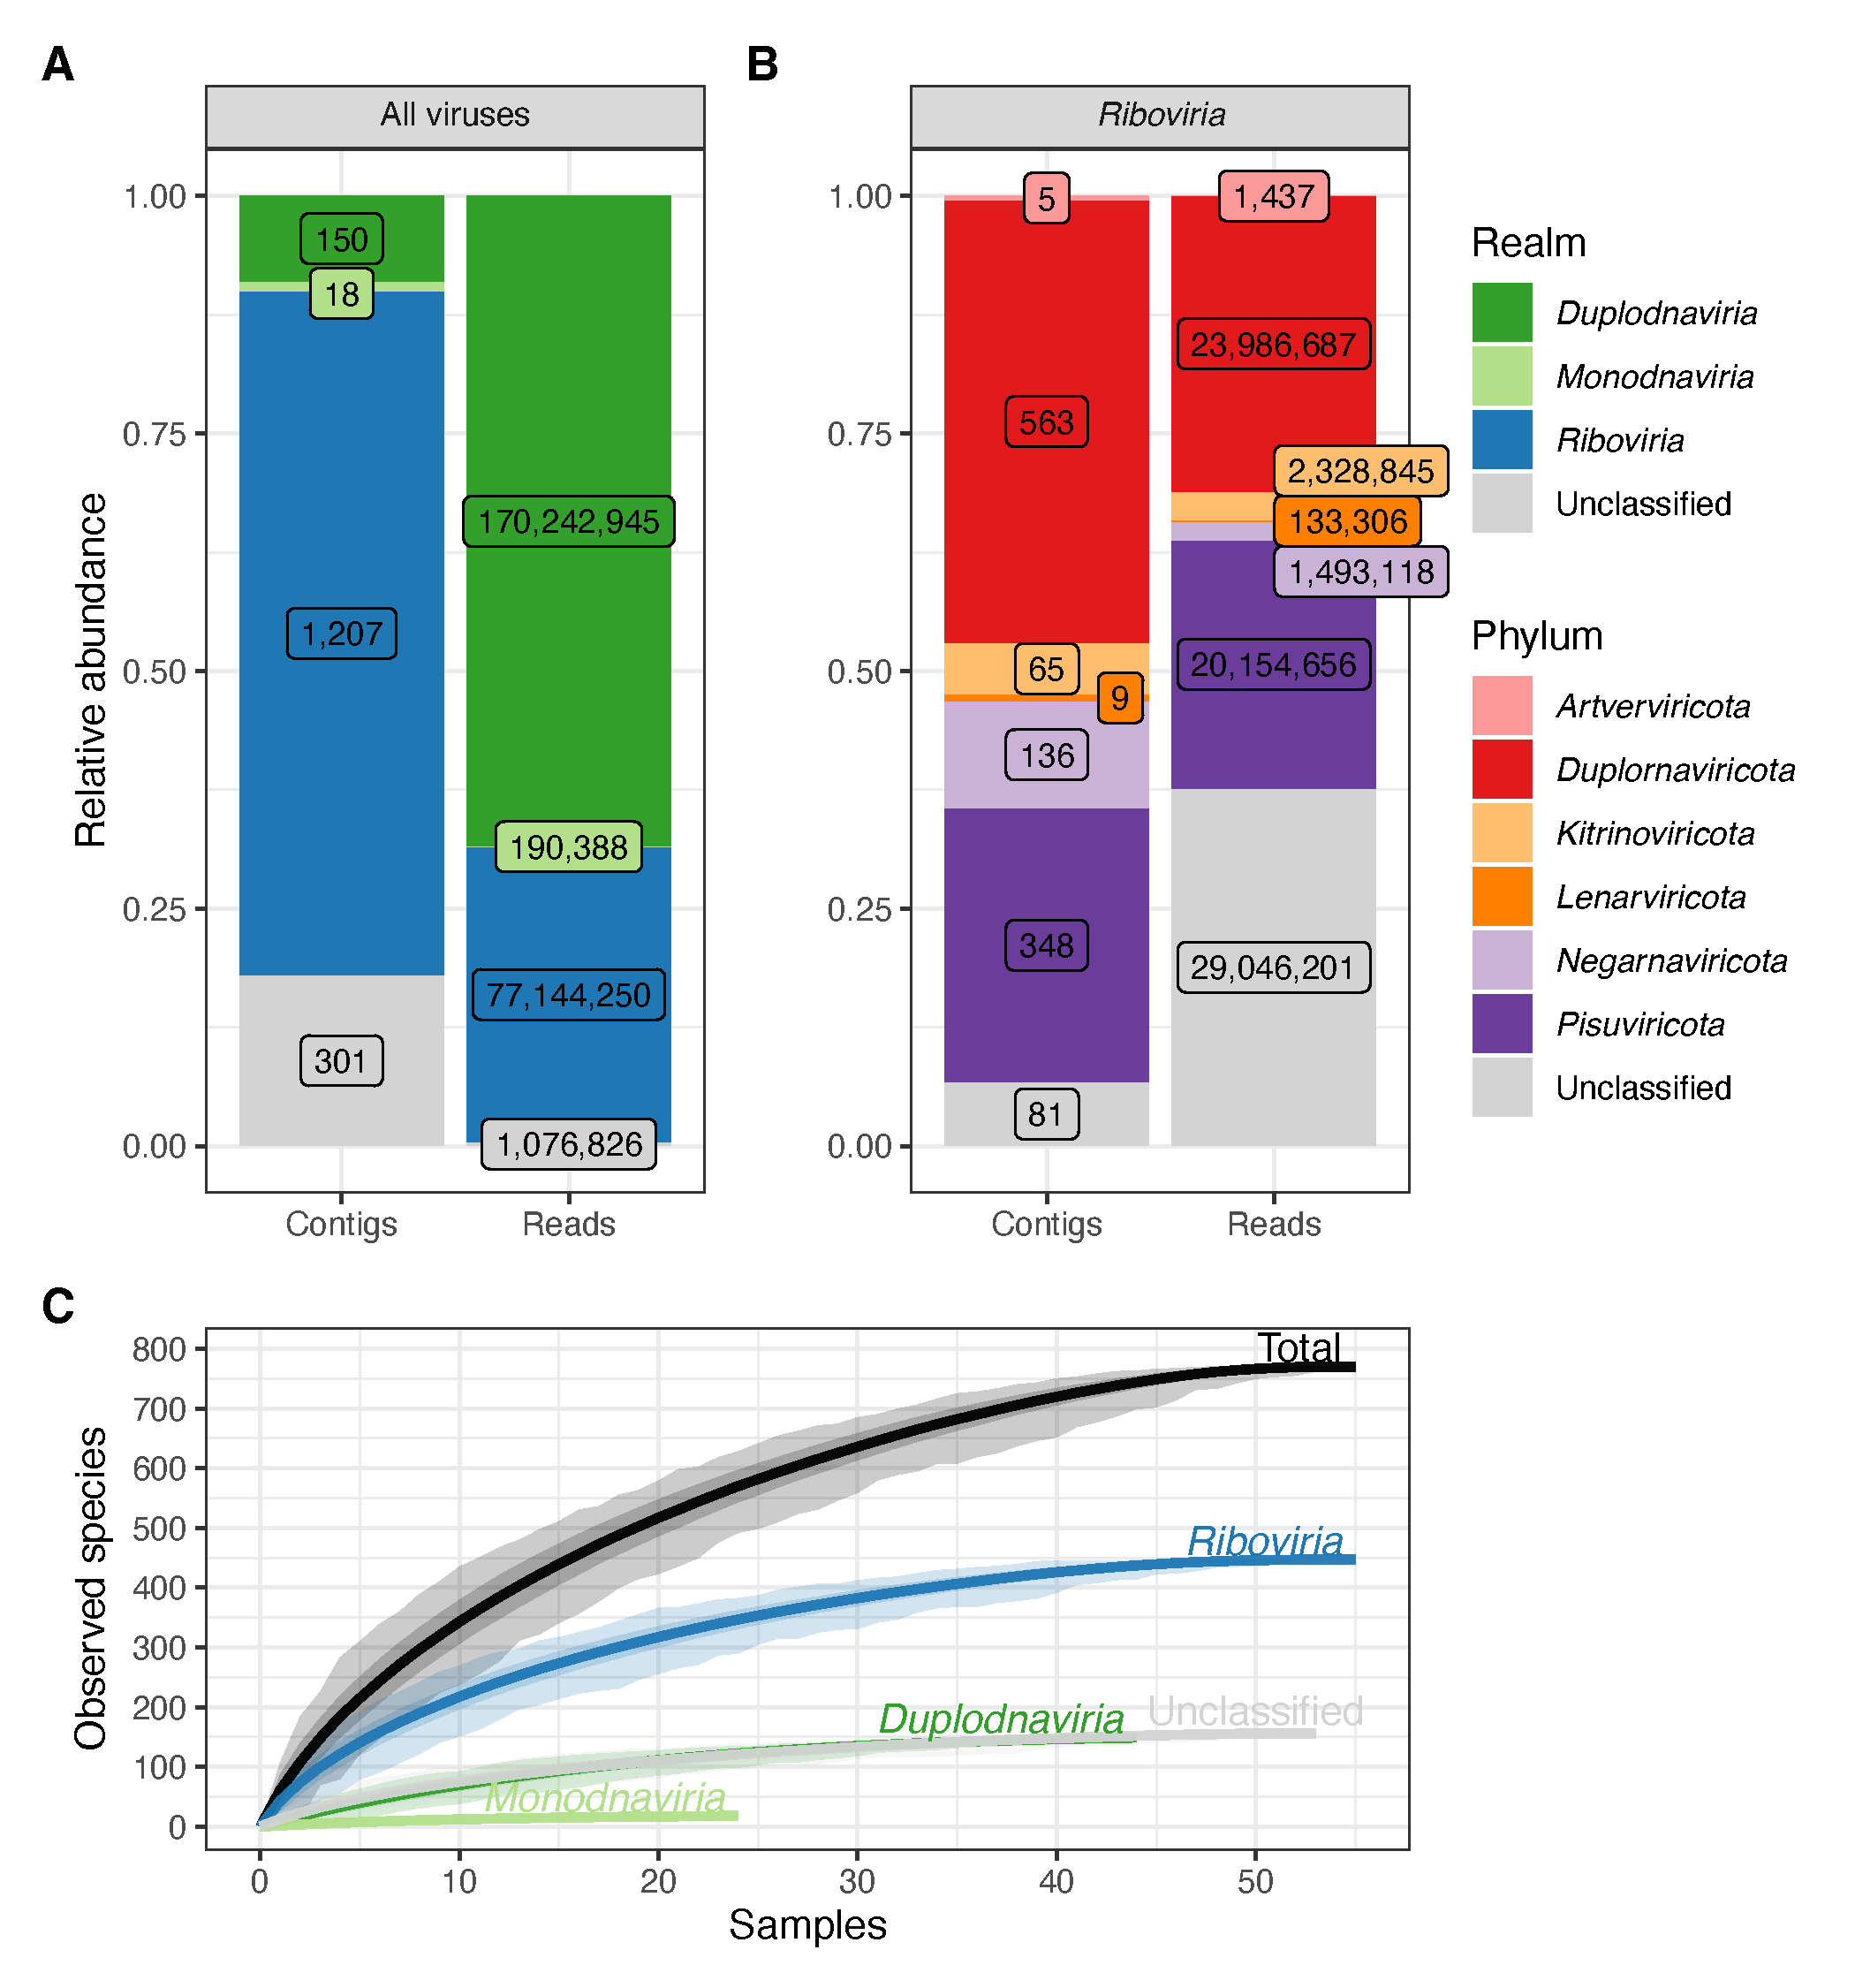 A
All viruses
Relative abundance
1.00
0.75
0.50
0.25
0.00
150
18
1,207
301
170,242,945
190,388
77,144,250
1,076,826
Contigs
Reads
B
Riboviria
1.00
0.75
0.50
0.25
0.00
5
563
65
9
136
348
81
1,437
23,986,687
2,328,845
133,306
1,493,118
20,154,656
29,046,201
Contigs
Reads
Realm
Duplodnaviria
Monodnaviria
Riboviria
Unclassified
Phylum
Artverviricota
Duplornaviricota
Kitrinoviricota
Lenarviricota
Negarnaviricota
Pisuviricota
Unclassified
C
Observed species
800
700
600
500
400
300
200
100
0
Total
Riboviria
Duplodnaviria
Unclassified
Monodnaviria
0
10
20
30
40
50
Samples